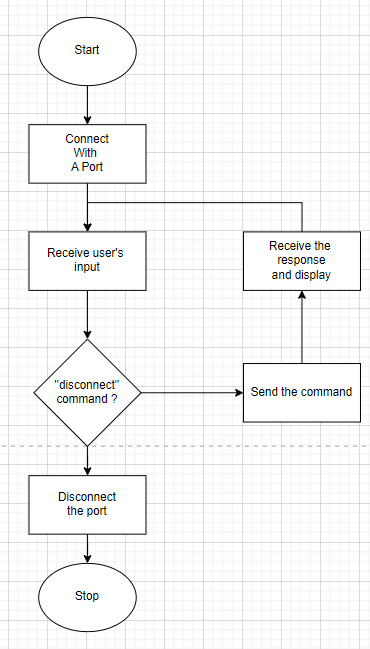 Start
Connect
With
A Port
Receive user's
input
Receive the
response
and display
"disconnect"
command ?
Send the command
Disconnect
the port
Stop